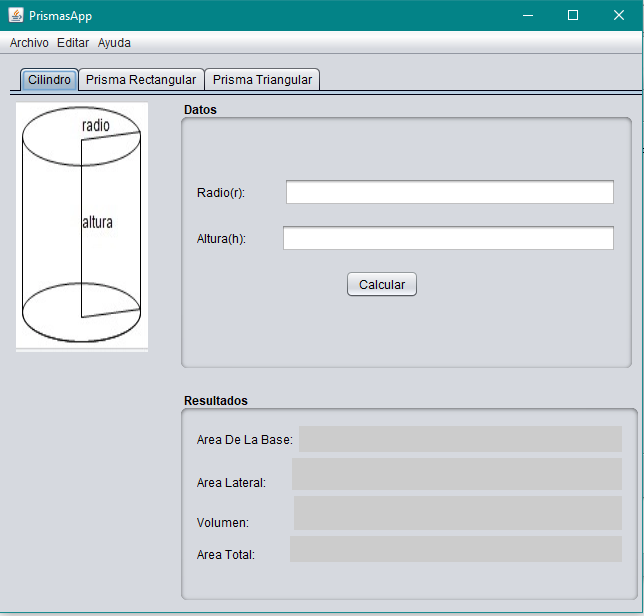 PrismasApp
Archivo Editar Ayuda
Cilindro Prisma Rectangular Prisma Triangular
radio
altura
Datos
Radio(r):
Altura(h):
Calcular
Resultados
Area De La Base:
Area Lateral:
Volumen:
Area Total: